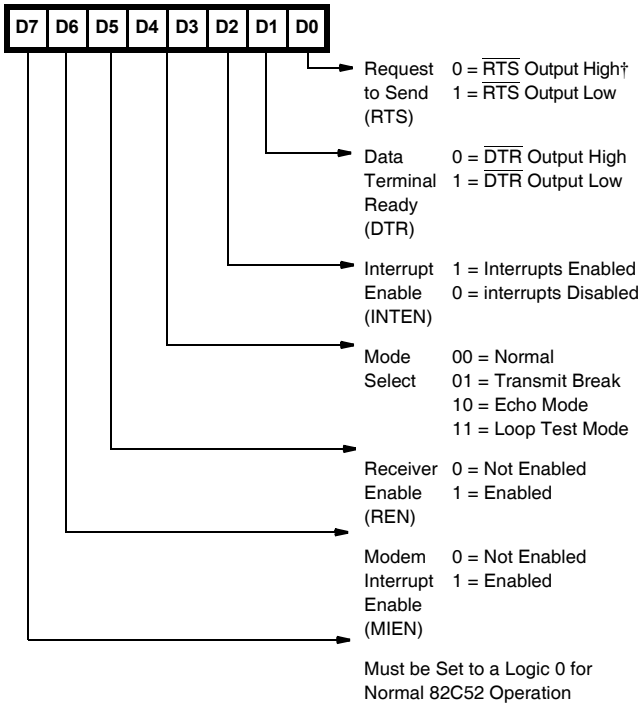 D7 D6 D5 D4 D3 D2 D1 D0
Request 0 = R̅T̅S̅ Output High†
to Send 1 = R̅T̅S̅ Output Low
(RTS)
Data 0 = D̅T̅R̅ Output High
Terminal 1 = D̅T̅R̅ Output Low
Ready
(DTR)
Interrupt 1 = Interrupts Enabled
Enable 0 = interrupts Disabled
(INTEN)
Mode 00 = Normal
Select 01 = Transmit Break
10 = Echo Mode
11 = Loop Test Mode
Receiver 0 = Not Enabled
Enable 1 = Enabled
(REN)
Modem 0 = Not Enabled
Interrupt 1 = Enabled
Enable
(MIEN)
Must be Set to a Logic 0 for
Normal 82C52 Operation